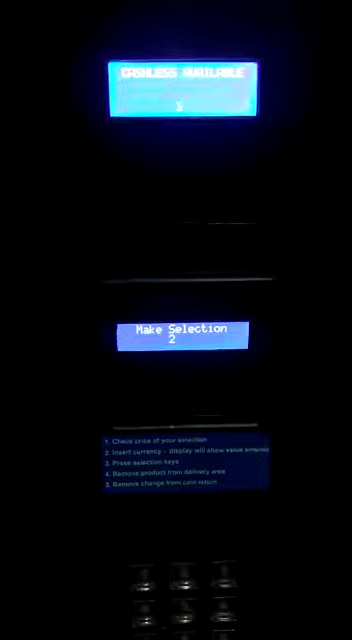 CASHLESS AVAILABLE
Make Selection
2
1. Check price of your selection
2. Insert currency - display will show value entered
3. Press selection keys
4. Remove product from delivery area
5. Remove change from coin return